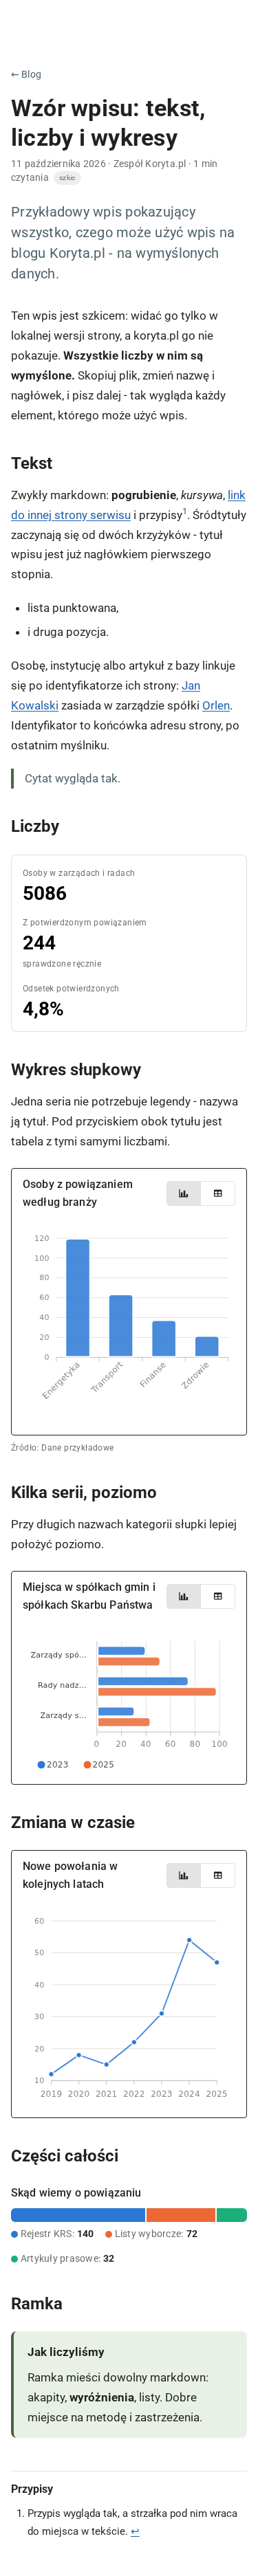 ← Blog
Wzór wpisu: tekst,
liczby i wykresy
11 października 2026 · Zespół Koryta.pl · 1 min
czytania szkic
Przykładowy wpis pokazujący
wszystko, czego może użyć wpis na
blogu Koryta.pl - na wymyślonych
danych.
Ten wpis jest szkicem: widać go tylko w
lokalnej wersji strony, a koryta.pl go nie
pokazuje. Wszystkie liczby w nim są
wymyślone. Skopiuj plik, zmień nazwę i
nagłówek, i pisz dalej - tak wygląda każdy
element, którego może użyć wpis.
Tekst
Zwykły markdown: pogrubienie, kursywa, link
do innej strony serwisu i przypisy1. Śródtytuły
zaczynają się od dwóch krzyżyków - tytuł
wpisu jest już nagłówkiem pierwszego
stopnia.
• lista punktowana,
• i druga pozycja.
Osobę, instytucję albo artykuł z bazy linkuje
się po identyfikatorze ich strony: Jan
Kowalski zasiada w zarządzie spółki Orlen.
Identyfikator to końcówka adresu strony, po
ostatnim myślniku.
Cytat wygląda tak.
Liczby
Osoby w zarządach i radach
5086
Z potwierdzonym powiązaniem
244
sprawdzone ręcznie
Odsetek potwierdzonych
4,8%
Wykres słupkowy
Jedna seria nie potrzebuje legendy - nazywa
ją tytuł. Pod przyciskiem obok tytułu jest
tabela z tymi samymi liczbami.
Osoby z powiązaniem
według branży
120
100
80
60
40
20
0
Energetyka Transport Finanse Zdrowie
Źródło: Dane przykładowe
Kilka serii, poziomo
Przy długich nazwach kategorii słupki lepiej
położyć poziomo.
Miejsca w spółkach gmin i
spółkach Skarbu Państwa
Zarządy spó...
Rady nadz...
Zarządy s...
0 20 40 60 80 100
2023 2025
Zmiana w czasie
Nowe powołania w
kolejnych latach
60
50
40
30
20
10
2019 2020 2021 2022 2023 2024 2025
Części całości
Skąd wiemy o powiązaniu
Rejestr KRS: 140 Listy wyborcze: 72
Artykuły prasowe: 32
Ramka
Jak liczyliśmy
Ramka mieści dowolny markdown:
akapity, wyróżnienia, listy. Dobre
miejsce na metodę i zastrzeżenia.
Przypisy
1. Przypis wygląda tak, a strzałka pod nim wraca
do miejsca w tekście. ↩